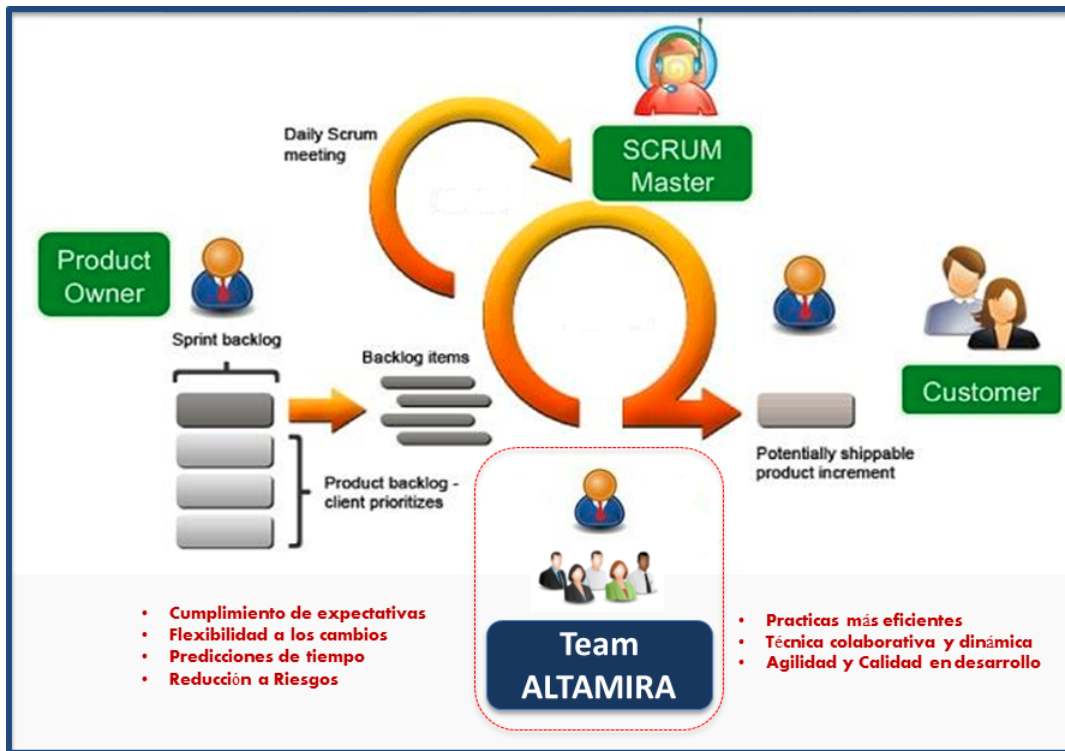 Daily Scrum
meeting
SCRUM
Master
Product
Owner
Sprint backlog
Backlog items
Customer
Product backlog -
client prioritizes
Potentially shippable
product increment
Team
ALTAMIRA
• Cumplimiento de expectativas
• Flexibilidad a los cambios
• Predicciones de tiempo
• Reducción a Riesgos
• Practicas más eficientes
• Técnica colaborativa y dinámica
• Agilidad y Calidad en desarrollo